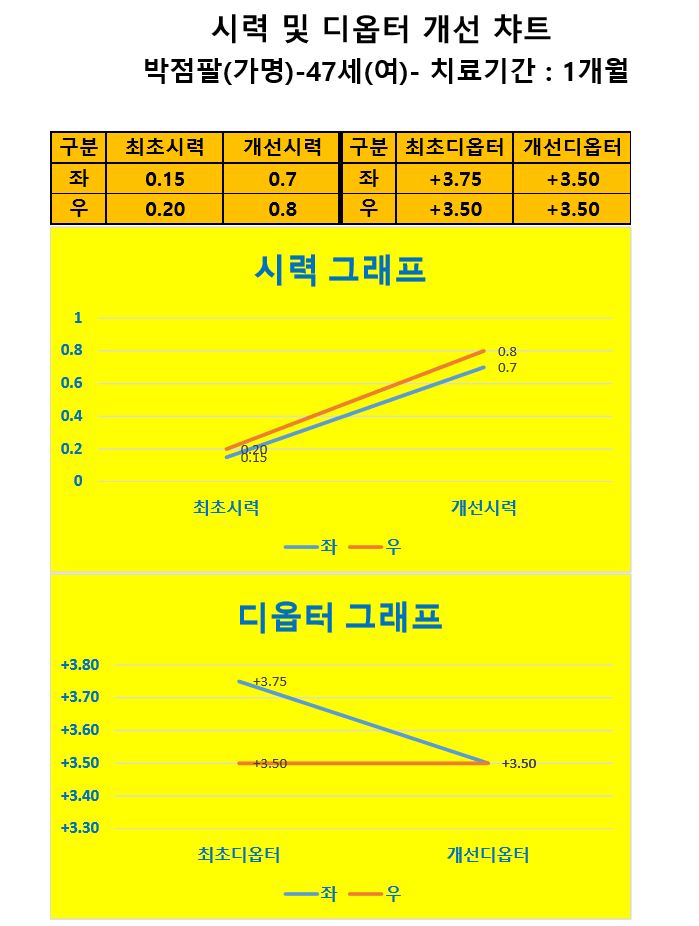 시력 및 디옵터 개선 챠트
박점팔(가명)-47세(여)- 치료기간 : 1개월
구분 최초시력 개선시력 구분 최초디옵터 개선디옵터
좌 0.15 0.7 좌 +3.75 +3.50
우 0.20 0.8 우 +3.50 +3.50
시력 그래프
1
0.8
0.6
0.4
0.2
0
0.8
0.7
0.20
0.15
최초시력 개선시력
좌 우
디옵터 그래프
+3.80
+3.70
+3.60
+3.50
+3.40
+3.30
+3.75
+3.50 +3.50
최초디옵터 개선디옵터
좌 우